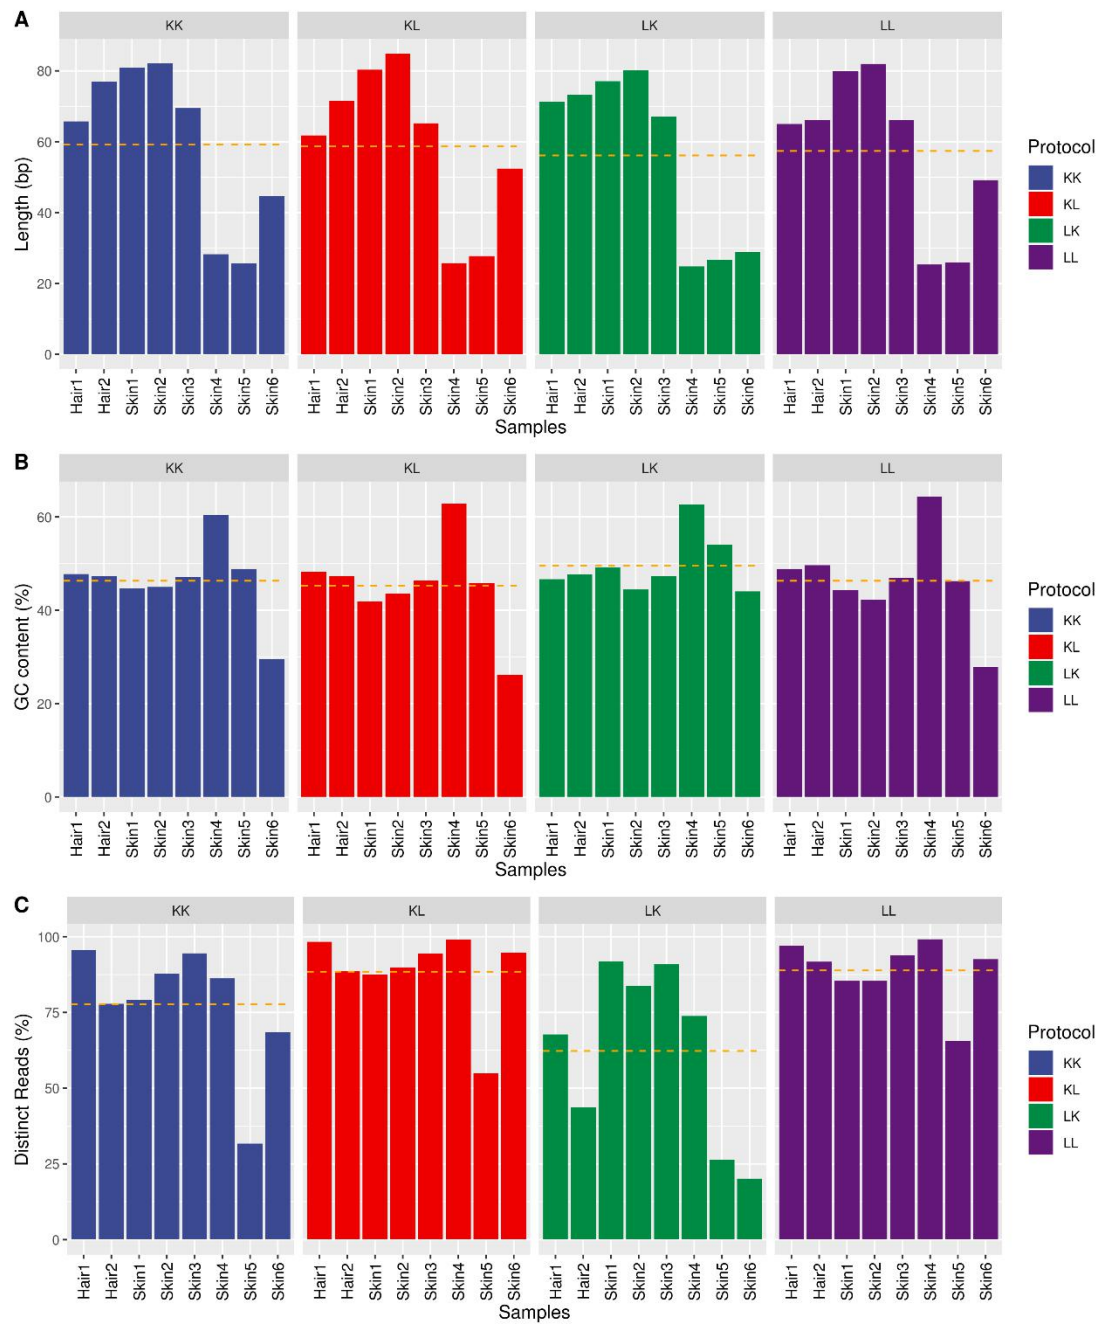 A
KK KL LK LL
Length (bp)
80
60
40
20
0
Hair1 Hair2 Skin1 Skin2 Skin3 Skin4 Skin5 Skin6 Hair1 Hair2 Skin1 Skin2 Skin3 Skin4 Skin5 Skin6 Hair1 Hair2 Skin1 Skin2 Skin3 Skin4 Skin5 Skin6 Hair1 Hair2 Skin1 Skin2 Skin3 Skin4 Skin5 Skin6
Samples
Protocol
KK
KL
LK
LL
B
KK KL LK LL
GC content (%)
60
40
20
0
Hair1 Hair2 Skin1 Skin2 Skin3 Skin4 Skin5 Skin6 Hair1 Hair2 Skin1 Skin2 Skin3 Skin4 Skin5 Skin6 Hair1 Hair2 Skin1 Skin2 Skin3 Skin4 Skin5 Skin6 Hair1 Hair2 Skin1 Skin2 Skin3 Skin4 Skin5 Skin6
Samples
Protocol
KK
KL
LK
LL
C
KK KL LK LL
Distinct Reads (%)
100
75
50
25
0
Hair1 Hair2 Skin1 Skin2 Skin3 Skin4 Skin5 Skin6 Hair1 Hair2 Skin1 Skin2 Skin3 Skin4 Skin5 Skin6 Hair1 Hair2 Skin1 Skin2 Skin3 Skin4 Skin5 Skin6 Hair1 Hair2 Skin1 Skin2 Skin3 Skin4 Skin5 Skin6
Samples
Protocol
KK
KL
LK
LL